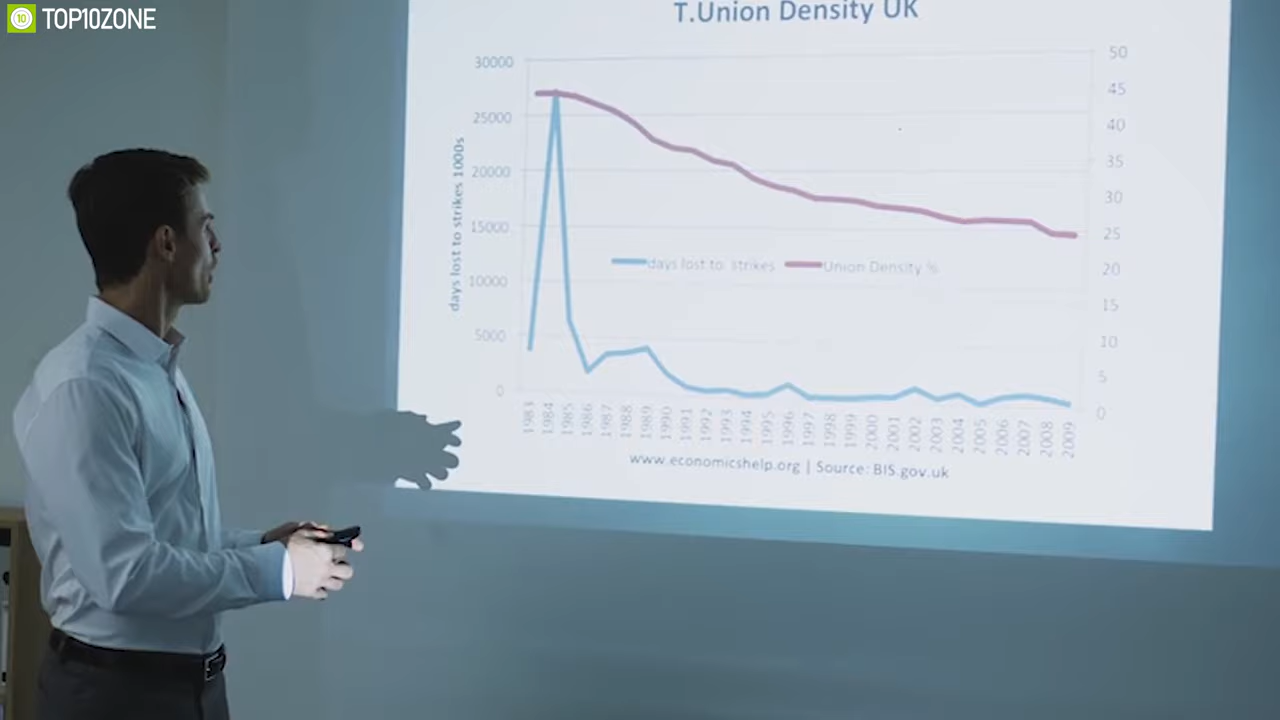 10 TOP10ZONE
T.Union Density UK
30000
25000
20000
15000
10000
5000
0
days lost to strikes 1000s
50
45
40
35
30
25
20
15
10
5
0
days lost to strikes
Union Density %
1983 1984 1985 1986 1987 1988 1989 1990 1991 1992 1993 1994 1995 1996 1997 1998 1999 2000 2001 2002 2003 2004 2005 2006 2007 2008 2009
www.economicshelp.org | Source: BIS.gov.uk